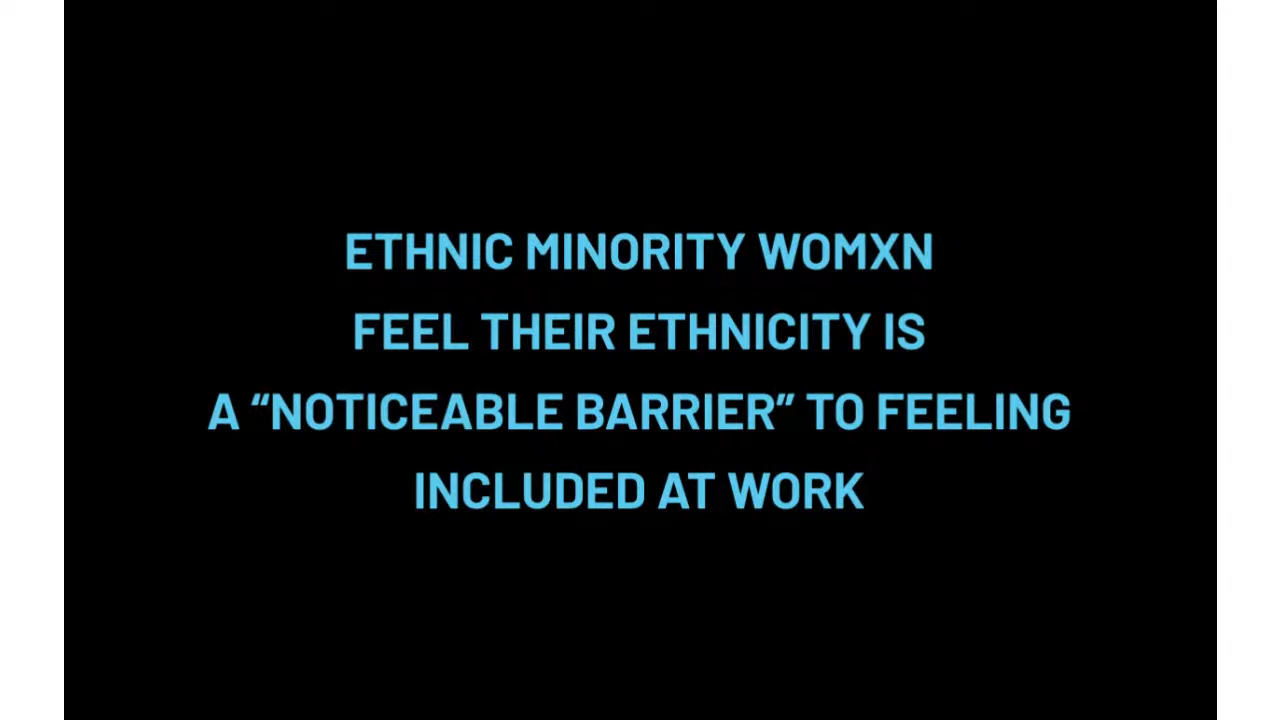 ETHNIC MINORITY WOMXN
FEEL THEIR ETHNICITY IS
A “NOTICEABLE BARRIER” TO FEELING
INCLUDED AT WORK